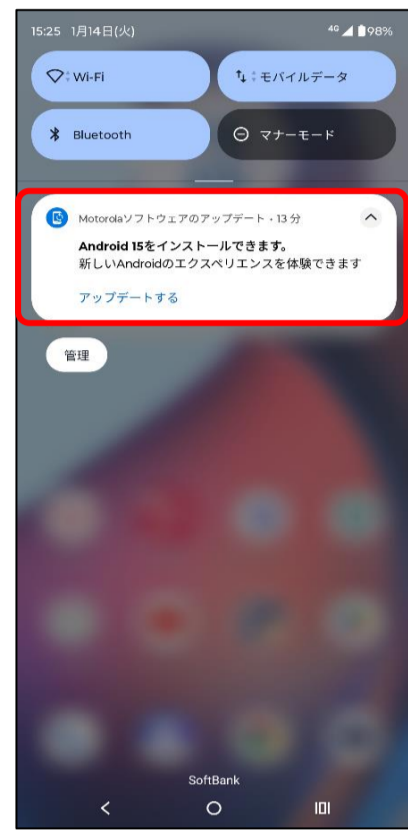 15:25 1月14日(火) 4G 98%
Wi-Fi モバイルデータ
Bluetooth マナーモード
Motorolaソフトウェアのアップデート・13 分
Android 15をインストールできます。
新しいAndroidのエクスペリエンスを体験できます
アップデートする
管理
SoftBank